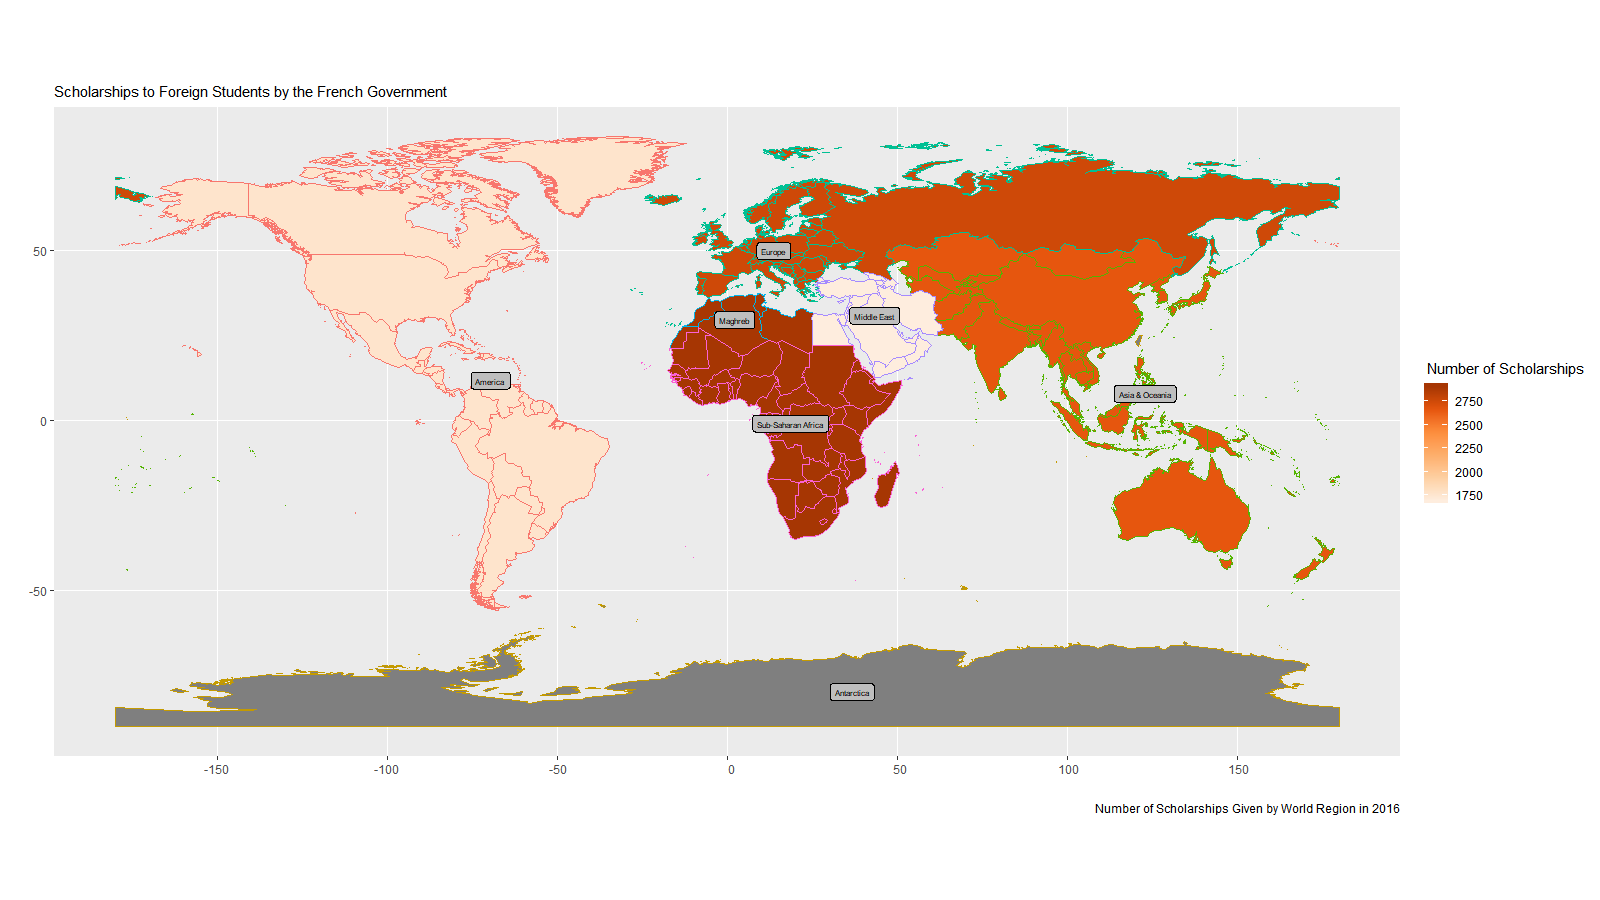 Scholarships to Foreign Students by the French Government
50
0
-50
Europe
Maghreb
Middle East
America
Asia & Oceania
Sub-Saharan Africa
Antarctica
-150
-100
-50
0
50
100
150
Number of Scholarships
2750
2500
2250
2000
1750
Number of Scholarships Given by World Region in 2016